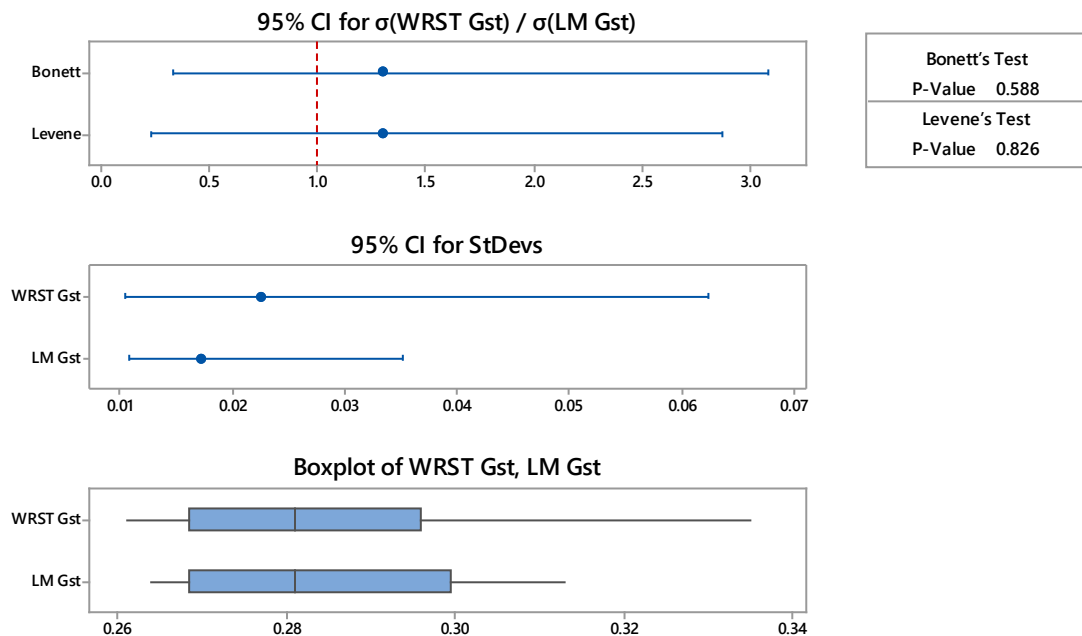 95% CI for σ(WRST Gst) / σ(LM Gst)
Bonett
Levene
0.0 0.5 1.0 1.5 2.0 2.5 3.0
Bonett's Test
P-Value 0.588
Levene's Test
P-Value 0.826
95% CI for StDevs
WRST Gst
LM Gst
0.01 0.02 0.03 0.04 0.05 0.06 0.07
Boxplot of WRST Gst, LM Gst
WRST Gst
LM Gst
0.26 0.28 0.30 0.32 0.34